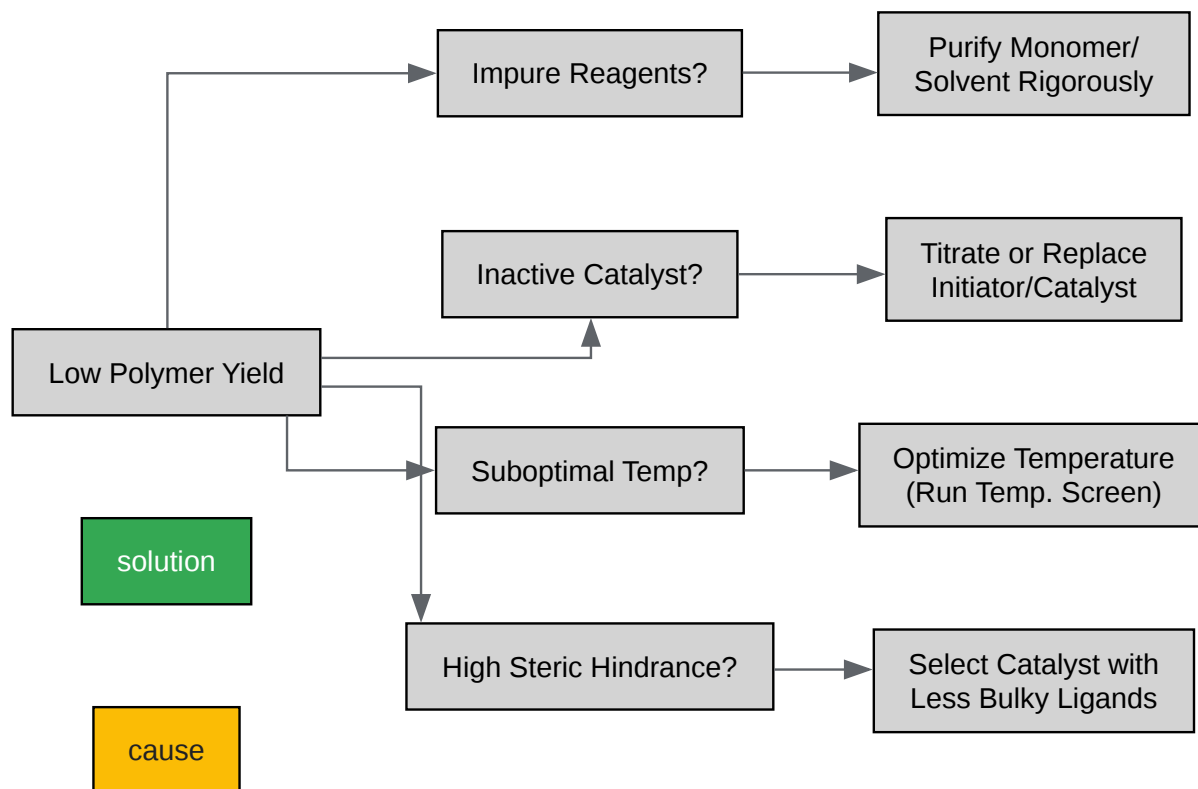 Impure Reagents?
Purify Monomer/
Solvent Rigorously
Inactive Catalyst?
Titrate or Replace
Initiator/Catalyst
Low Polymer Yield
Suboptimal Temp?
Optimize Temperature
(Run Temp. Screen)
solution
High Steric Hindrance?
Select Catalyst with
Less Bulky Ligands
cause